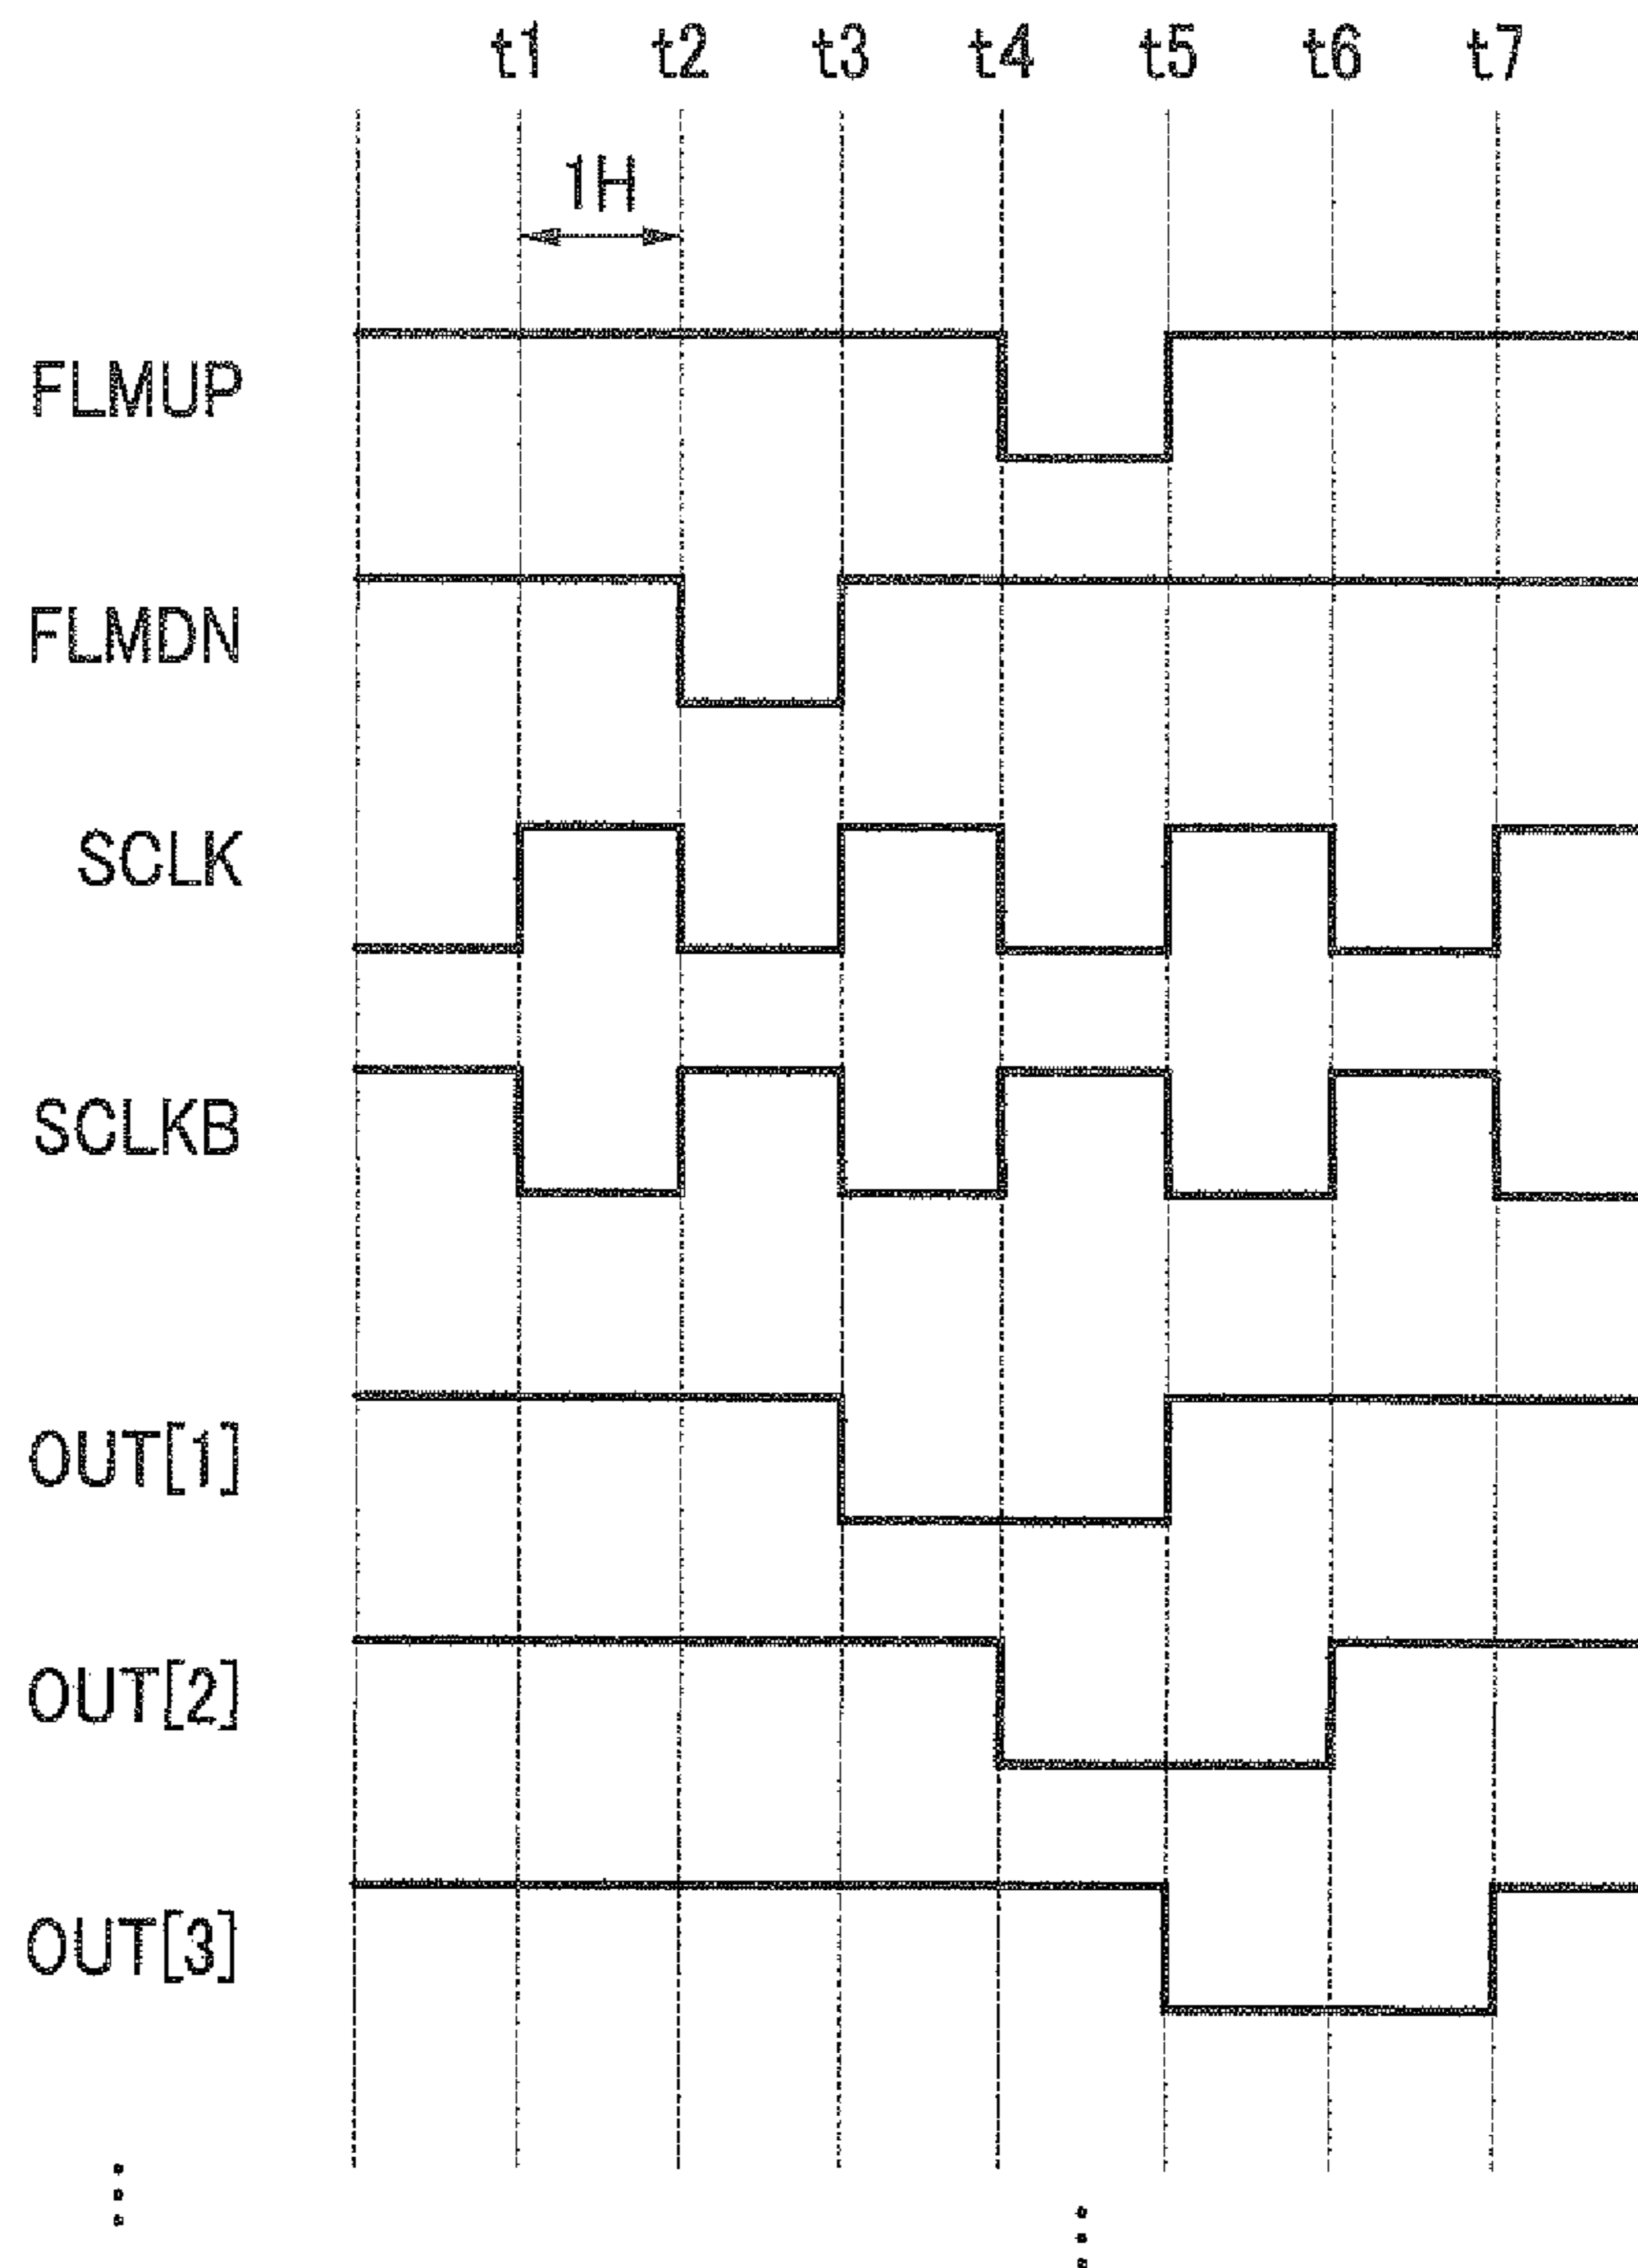 t1 t2 t3 t4 t5 t6 t7
1H
FLMUP
FLMDN
SCLK
SCLKB
OUT[1]
OUT[2]
OUT[3]